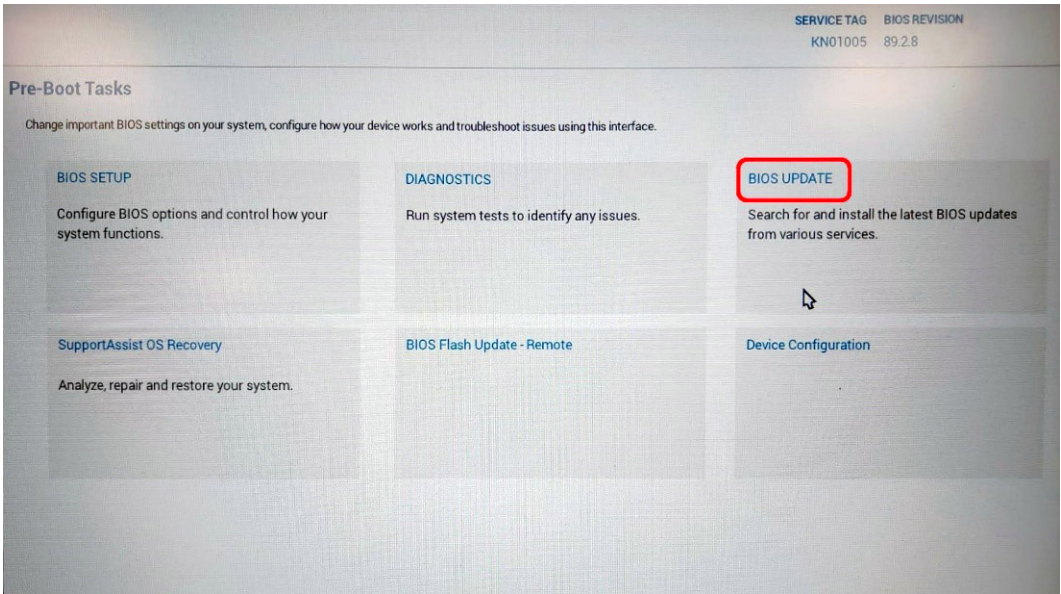 SERVICE TAG BIOS REVISION
KN01005 89.2.8
Pre-Boot Tasks
Change important BIOS settings on your system, configure how your device works and troubleshoot issues using this interface.
BIOS SETUP
Configure BIOS options and control how your
system functions.
DIAGNOSTICS
Run system tests to identify any issues.
BIOS UPDATE
Search for and install the latest BIOS updates
from various services.
SupportAssist OS Recovery
Analyze, repair and restore your system.
BIOS Flash Update - Remote
Device Configuration